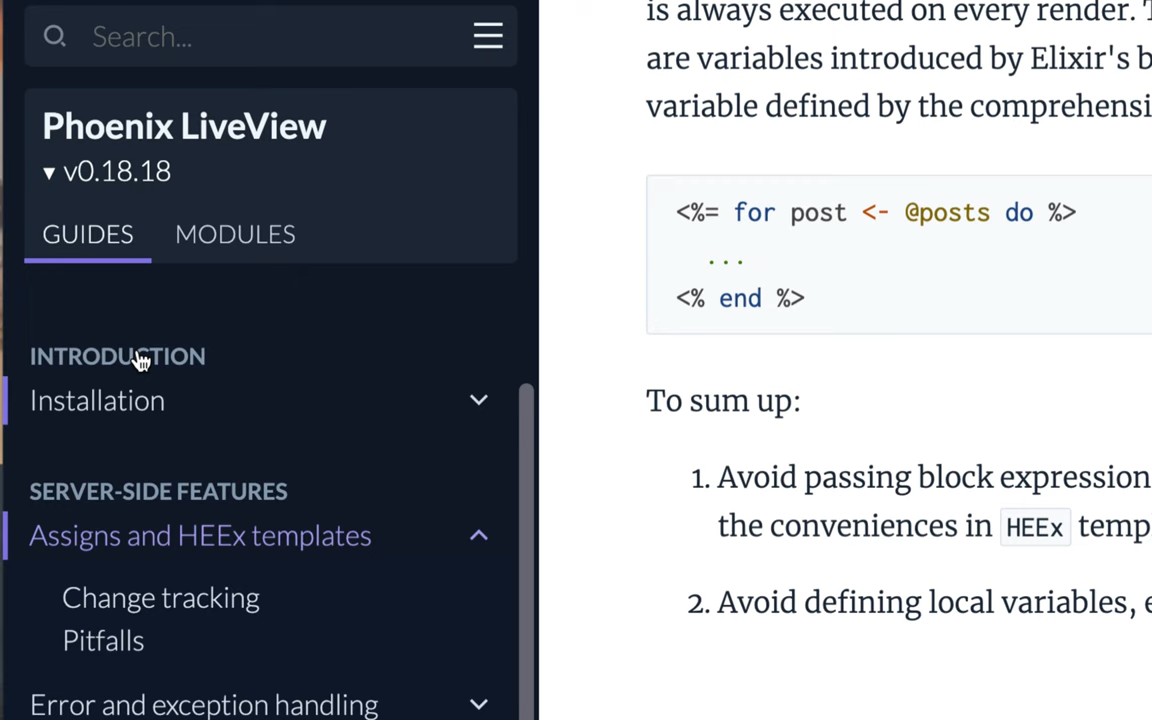 Search...
Phoenix LiveView
▾ v0.18.18
GUIDES MODULES
INTRODUCTION
Installation
SERVER-SIDE FEATURES
Assigns and HEEx templates
Change tracking
Pitfalls
Error and exception handling
is always executed on every render.
are variables introduced by Elixir's
variable defined by the
<%= for post <- @posts do %>
...
<% end %>
To sum up:
1. Avoid passing block
the conveniences in HEEx
2. Avoid defining local variables,